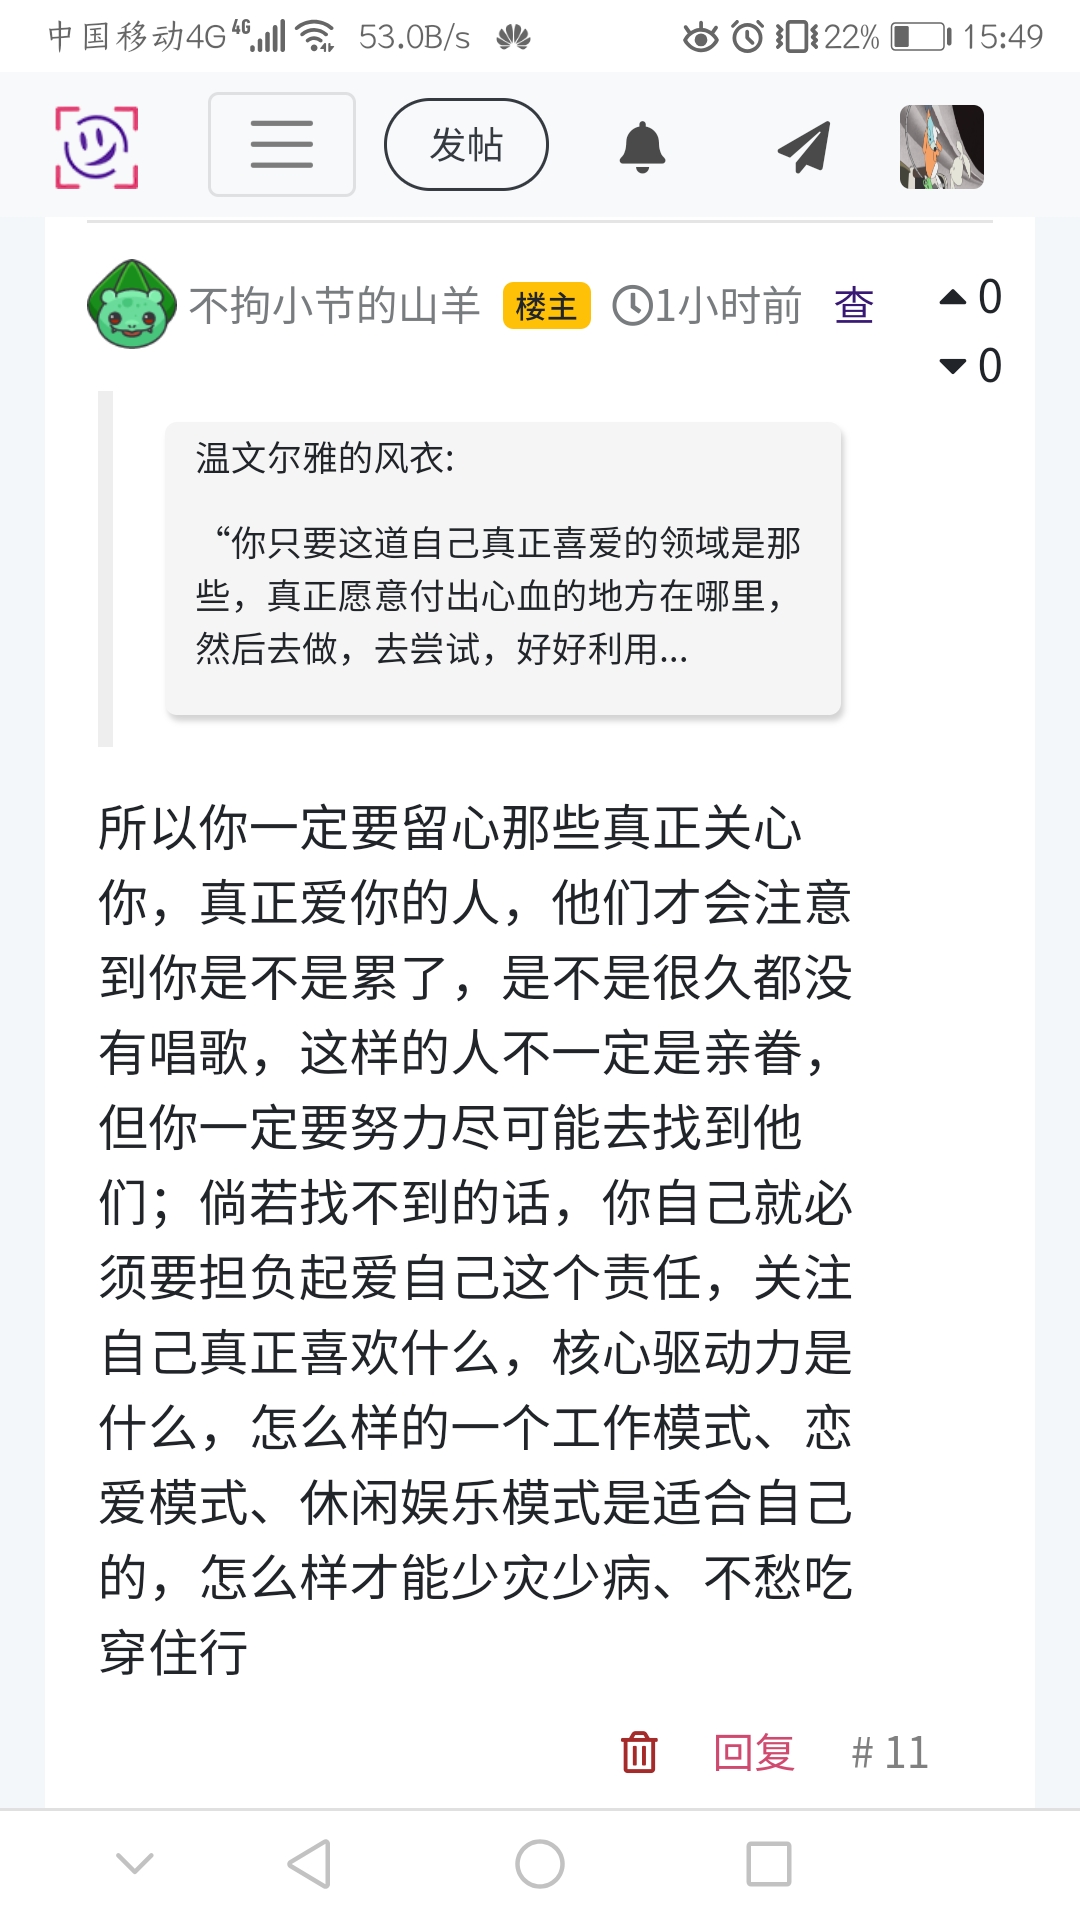 中国移动4G 4G 53.0B/s 22% 15:49
发帖
不拘小节的山羊 楼主 1小时前 查 0
0
温文尔雅的风衣:
“你只要这道自己真正喜爱的领域是那
些，真正愿意付出心血的地方在哪里，
然后去做，去尝试，好好利用...
所以你一定要留心那些真正关心
你，真正爱你的人，他们才会注意
到你是不是累了，是不是很久都没
有唱歌，这样的人不一定是亲眷，
但你一定要努力尽可能去找到他
们；倘若找不到的话，你自己就必
须要担负起爱自己这个责任，关注
自己真正喜欢什么，核心驱动力是
什么，怎么样的一个工作模式、恋
爱模式、休闲娱乐模式是适合自己
的，怎么样才能少灾少病、不愁吃
穿住行
回复 # 11